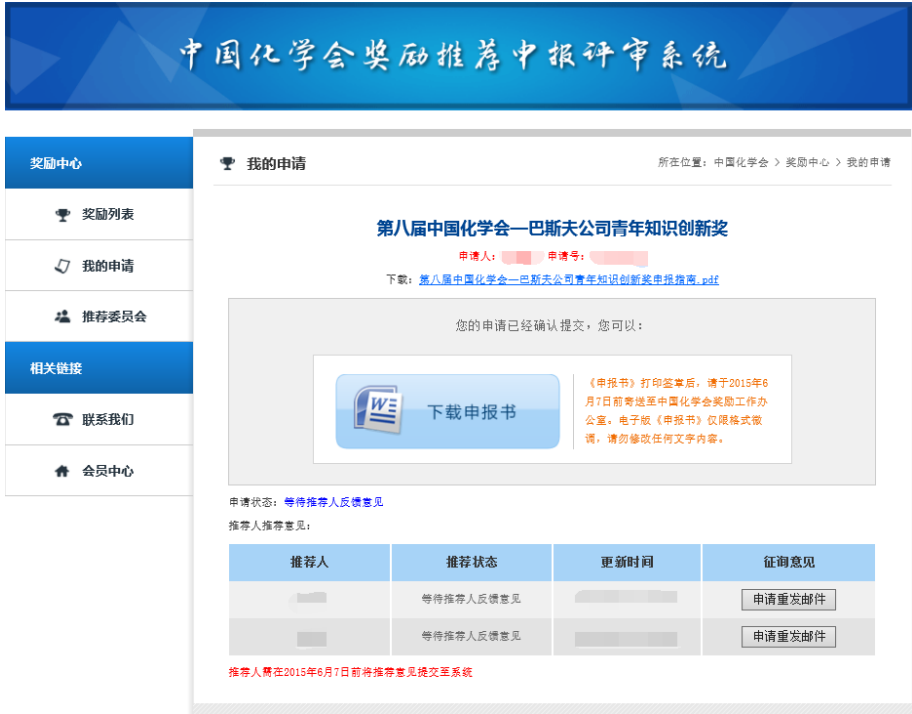 中国化学会奖励推荐申报评审系统
奖励中心
奖励列表
我的申请
推荐委员会
相关链接
联系我们
会员中心
我的申请
所在位置：中国化学会 > 奖励中心 > 我的申请
第八届中国化学会—巴斯夫公司青年知识创新奖
申请人： 申请号：
下载：第八届中国化学会—巴斯夫公司青年知识创新奖申报指南.pdf
您的申请已经确认提交，您可以：
下载申报书
《申报书》打印签章后，请于2015年6
月7日前寄送至中国化学会奖励工作办
公室。电子版《申报书》仅限格式微
调，请勿修改任何文字内容。
申请状态：等待推荐人反馈意见
推荐人推荐意见：
推荐人 推荐状态 更新时间 征询意见
等待推荐人反馈意见 申请重发邮件
等待推荐人反馈意见 申请重发邮件
推荐人需在2015年6月7日前将推荐意见提交至系统